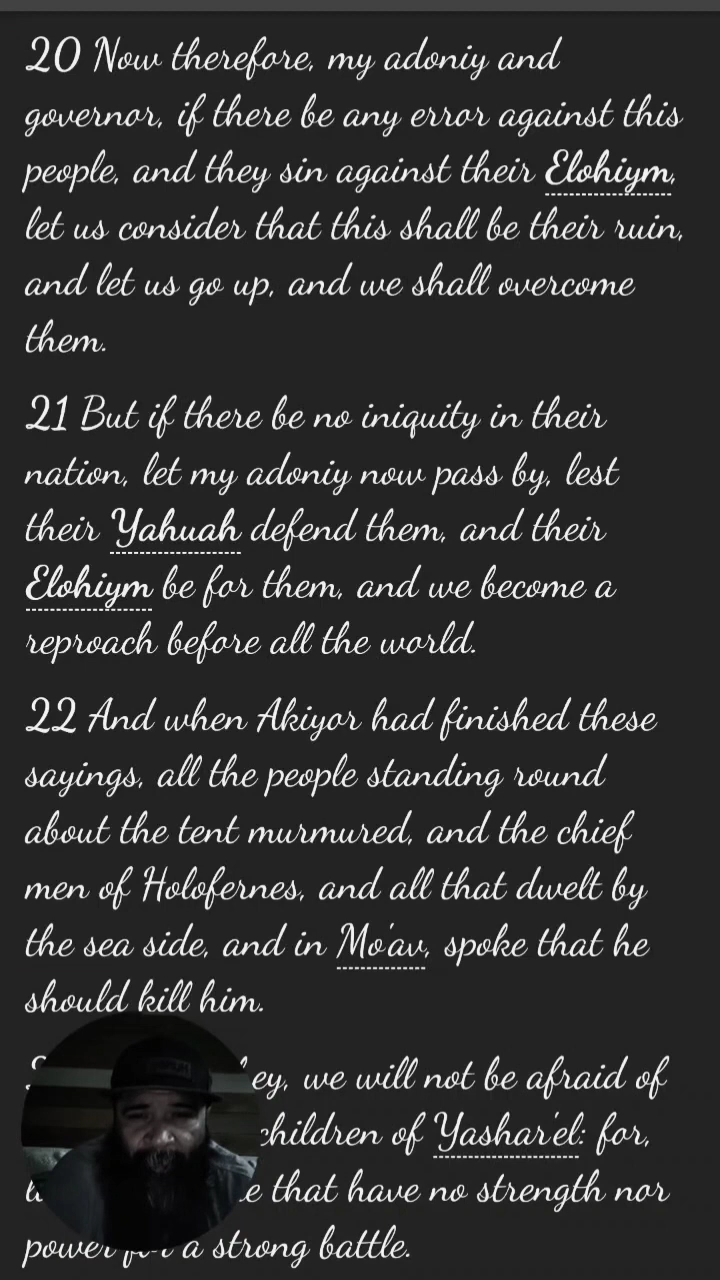 20 Now therefore, my adoniy and
governor, if there be any error against this
people, and they sin against their Elohiym,
let us consider that this shall be their ruin,
and let us go up, and we shall overcome
them.
21 But if there be no iniquity in their
nation, let my adoniy now pass by, lest
their Yahuah defend them, and their
Elohiym be for them, and we become a
reproach before all the world.
22 And when Akiyor had finished these
sayings, all the people standing round
about the tent murmured, and the chief
men of Holofernes, and all that dwelt by
the sea side, and in Mo'av, spoke that he
should kill him.
we will not be afraid of
children of Yashar'el: for,
that have no strength nor
power for a strong battle.